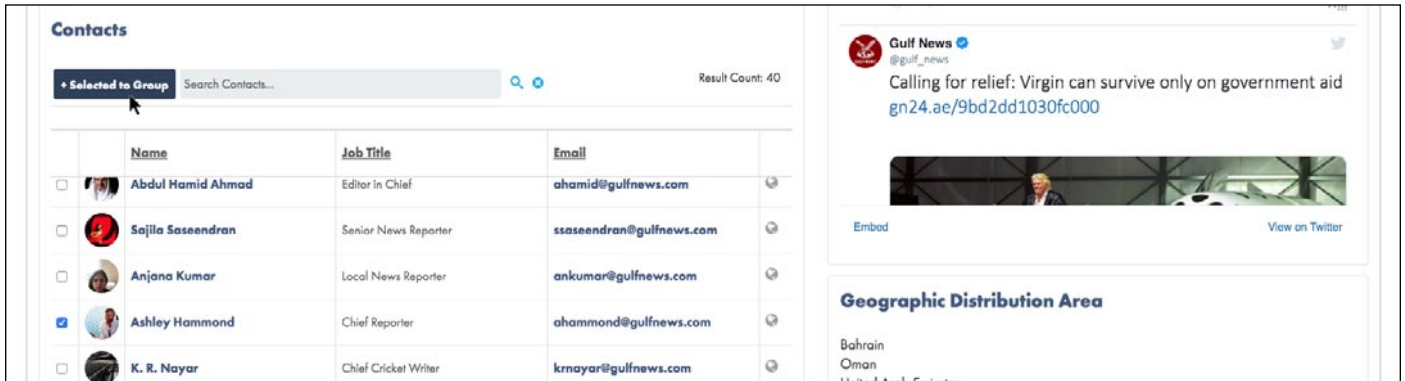 Contacts
+ Selected to Group
Search Contacts...
Result Count: 40
Name Job Title Email
Abdul Hamid Ahmad Editor in Chief ahamid@gulfnews.com
Sajila Saseendran Senior News Reporter ssaseendran@gulfnews.com
Anjana Kumar Local News Reporter ankumar@gulfnews.com
Ashley Hammond Chief Reporter ahammond@gulfnews.com
K. R. Nayar Chief Cricket Writer krnayar@gulfnews.com
Gulf News
@gulf_news
Calling for relief: Virgin can survive only on government aid
gn24.ae/9bd2dd1030fc000
Embed View on Twitter
Geographic Distribution Area
Bahrain
Oman
United Arab Emirates